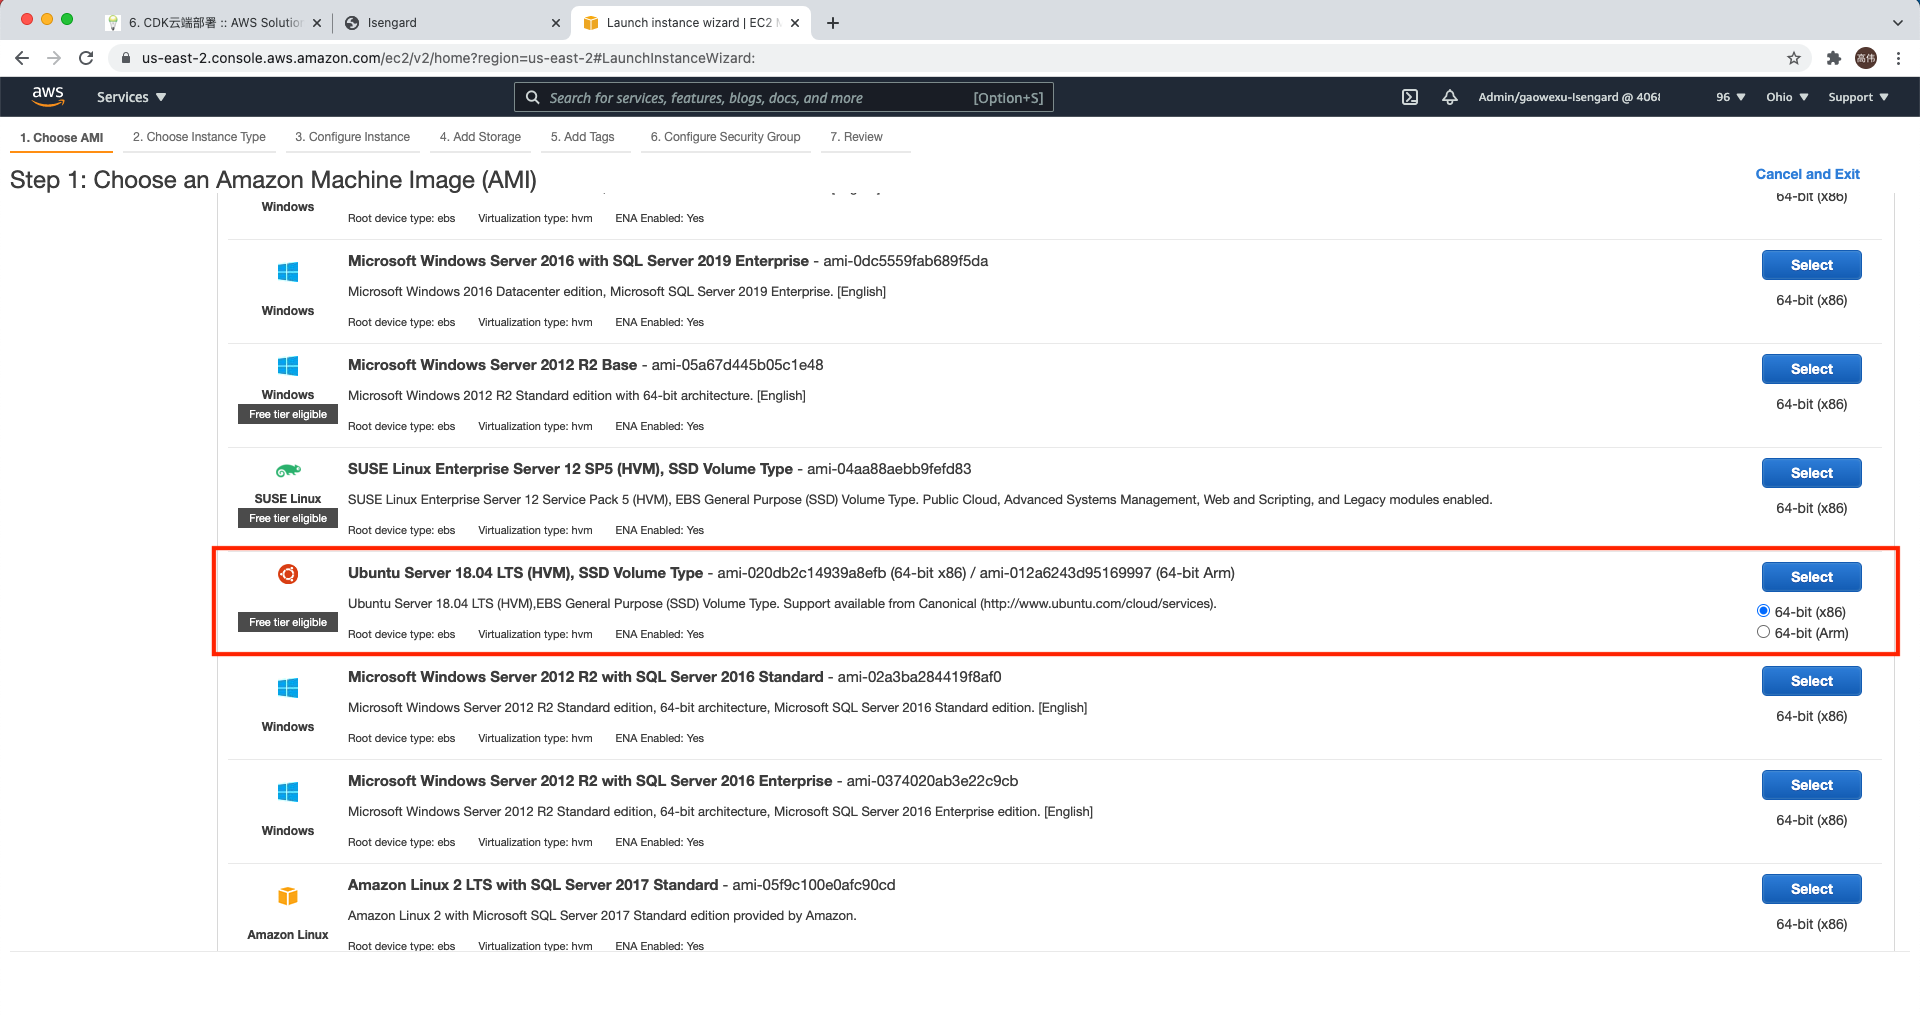 6. CDK云端部署 :: AWS Solution
Isengard
Launch instance wizard | EC2 M
us-east-2.console.aws.amazon.com/ec2/v2/home?region=us-east-2#LaunchInstanceWizard:
高伟
aws
Services
Search for services, features, blogs, docs, and more
[Option+S]
Admin/gaowexu-Isengard @ 4068
96
Ohio
Support
1. Choose AMI
2. Choose Instance Type
3. Configure Instance
4. Add Storage
5. Add Tags
6. Configure Security Group
7. Review
Step 1: Choose an Amazon Machine Image (AMI)
Cancel and Exit
Windows
64-bit (x86)
Root device type: ebs Virtualization type: hvm ENA Enabled: Yes
Microsoft Windows Server 2016 with SQL Server 2019 Enterprise - ami-0dc5559fab689f5da
Select
Microsoft Windows 2016 Datacenter edition, Microsoft SQL Server 2019 Enterprise. [English]
64-bit (x86)
Windows
Root device type: ebs Virtualization type: hvm ENA Enabled: Yes
Microsoft Windows Server 2012 R2 Base - ami-05a67d445b05c1e48
Select
Windows
Microsoft Windows 2012 R2 Standard edition with 64-bit architecture. [English]
64-bit (x86)
Free tier eligible
Root device type: ebs Virtualization type: hvm ENA Enabled: Yes
SUSE Linux Enterprise Server 12 SP5 (HVM), SSD Volume Type - ami-04aa88aebb9fefd83
Select
SUSE Linux
SUSE Linux Enterprise Server 12 Service Pack 5 (HVM), EBS General Purpose (SSD) Volume Type. Public Cloud, Advanced Systems Management, Web and Scripting, and Legacy modules enabled.
64-bit (x86)
Free tier eligible
Root device type: ebs Virtualization type: hvm ENA Enabled: Yes
Ubuntu Server 18.04 LTS (HVM), SSD Volume Type - ami-020db2c14939a8efb (64-bit x86) / ami-012a6243d95169997 (64-bit Arm)
Select
Ubuntu Server 18.04 LTS (HVM),EBS General Purpose (SSD) Volume Type. Support available from Canonical (http://www.ubuntu.com/cloud/services).
64-bit (x86)
Free tier eligible
Root device type: ebs Virtualization type: hvm ENA Enabled: Yes
64-bit (Arm)
Microsoft Windows Server 2012 R2 with SQL Server 2016 Standard - ami-02a3ba284419f8af0
Select
Microsoft Windows Server 2012 R2 Standard edition, 64-bit architecture, Microsoft SQL Server 2016 Standard edition. [English]
64-bit (x86)
Windows
Root device type: ebs Virtualization type: hvm ENA Enabled: Yes
Microsoft Windows Server 2012 R2 with SQL Server 2016 Enterprise - ami-0374020ab3e22c9cb
Select
Microsoft Windows Server 2012 R2 Standard edition, 64-bit architecture, Microsoft SQL Server 2016 Enterprise edition. [English]
64-bit (x86)
Windows
Root device type: ebs Virtualization type: hvm ENA Enabled: Yes
Amazon Linux 2 LTS with SQL Server 2017 Standard - ami-05f9c100e0afc90cd
Select
Amazon Linux 2 with Microsoft SQL Server 2017 Standard edition provided by Amazon.
64-bit (x86)
Amazon Linux
Root device type: ebs Virtualization type: hvm ENA Enabled: Yes